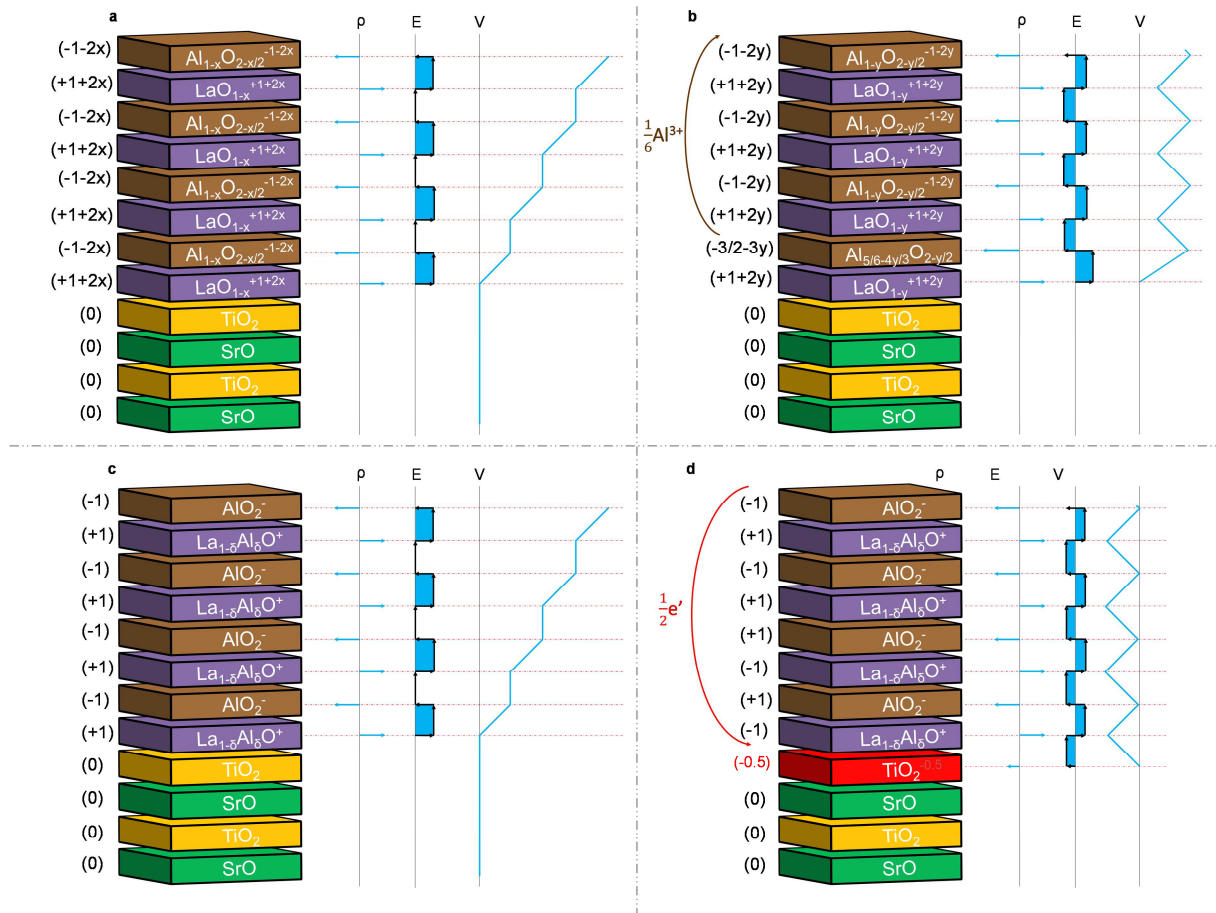 a ρ E V
(-1-2x) Al1-xO2-x/2-1-2x
(+1+2x) LaO1-x+1+2x
(-1-2x) Al1-xO2-x/2-1-2x
(+1+2x) LaO1-x+1+2x
(-1-2x) Al1-xO2-x/2-1-2x
(+1+2x) LaO1-x+1+2x
(-1-2x) Al1-xO2-x/2-1-2x
(+1+2x) LaO1-x+1+2x
(0) TiO2
(0) SrO
(0) TiO2
(0) SrO
b ρ E V
1/6Al3+
(-1-2y) Al1-yO2-y/2-1-2y
(+1+2y) LaO1-y+1+2y
(-1-2y) Al1-yO2-y/2-1-2y
(+1+2y) LaO1-y+1+2y
(-1-2y) Al1-yO2-y/2-1-2y
(+1+2y) LaO1-y+1+2y
(-3/2-3y) Al5/6-4y/3O2-y/2
(+1+2y) LaO1-y+1+2y
(0) TiO2
(0) SrO
(0) TiO2
(0) SrO
c ρ E V
(-1) AlO2-
(+1) La1-δAlδO+
(-1) AlO2-
(+1) La1-δAlδO+
(-1) AlO2-
(+1) La1-δAlδO+
(-1) AlO2-
(+1) La1-δAlδO+
(0) TiO2
(0) SrO
(0) TiO2
(0) SrO
d ρ E V
1/2e′
(-1) AlO2-
(+1) La1-δAlδO+
(-1) AlO2-
(+1) La1-δAlδO+
(+1) AlO2-
(-1) La1-δAlδO+
(+1) AlO2-
(-1) La1-δAlδO+
(-0.5) TiO2-0.5
(0) SrO
(0) TiO2
(0) SrO